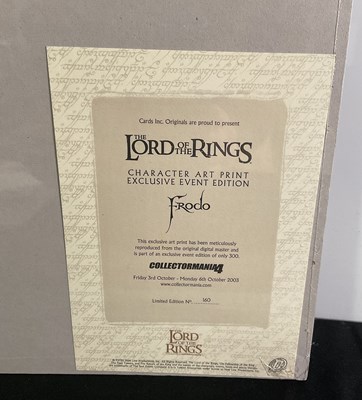 Cards Inc. Originals are proud to present
THE
LORD OF THE RINGS
CHARACTER ART PRINT
EXCLUSIVE EVENT EDITION
Frodo
This exclusive art print has been meticulously
reproduced from the original digital master and
is part of an exclusive event edition of only 300.
COLLECTORMANIA4
Friday 3rd October - Monday 6th October 2003
www.collectormania.com
Limited Edition Nº. 160
THE
LORD
OF THE
RINGS